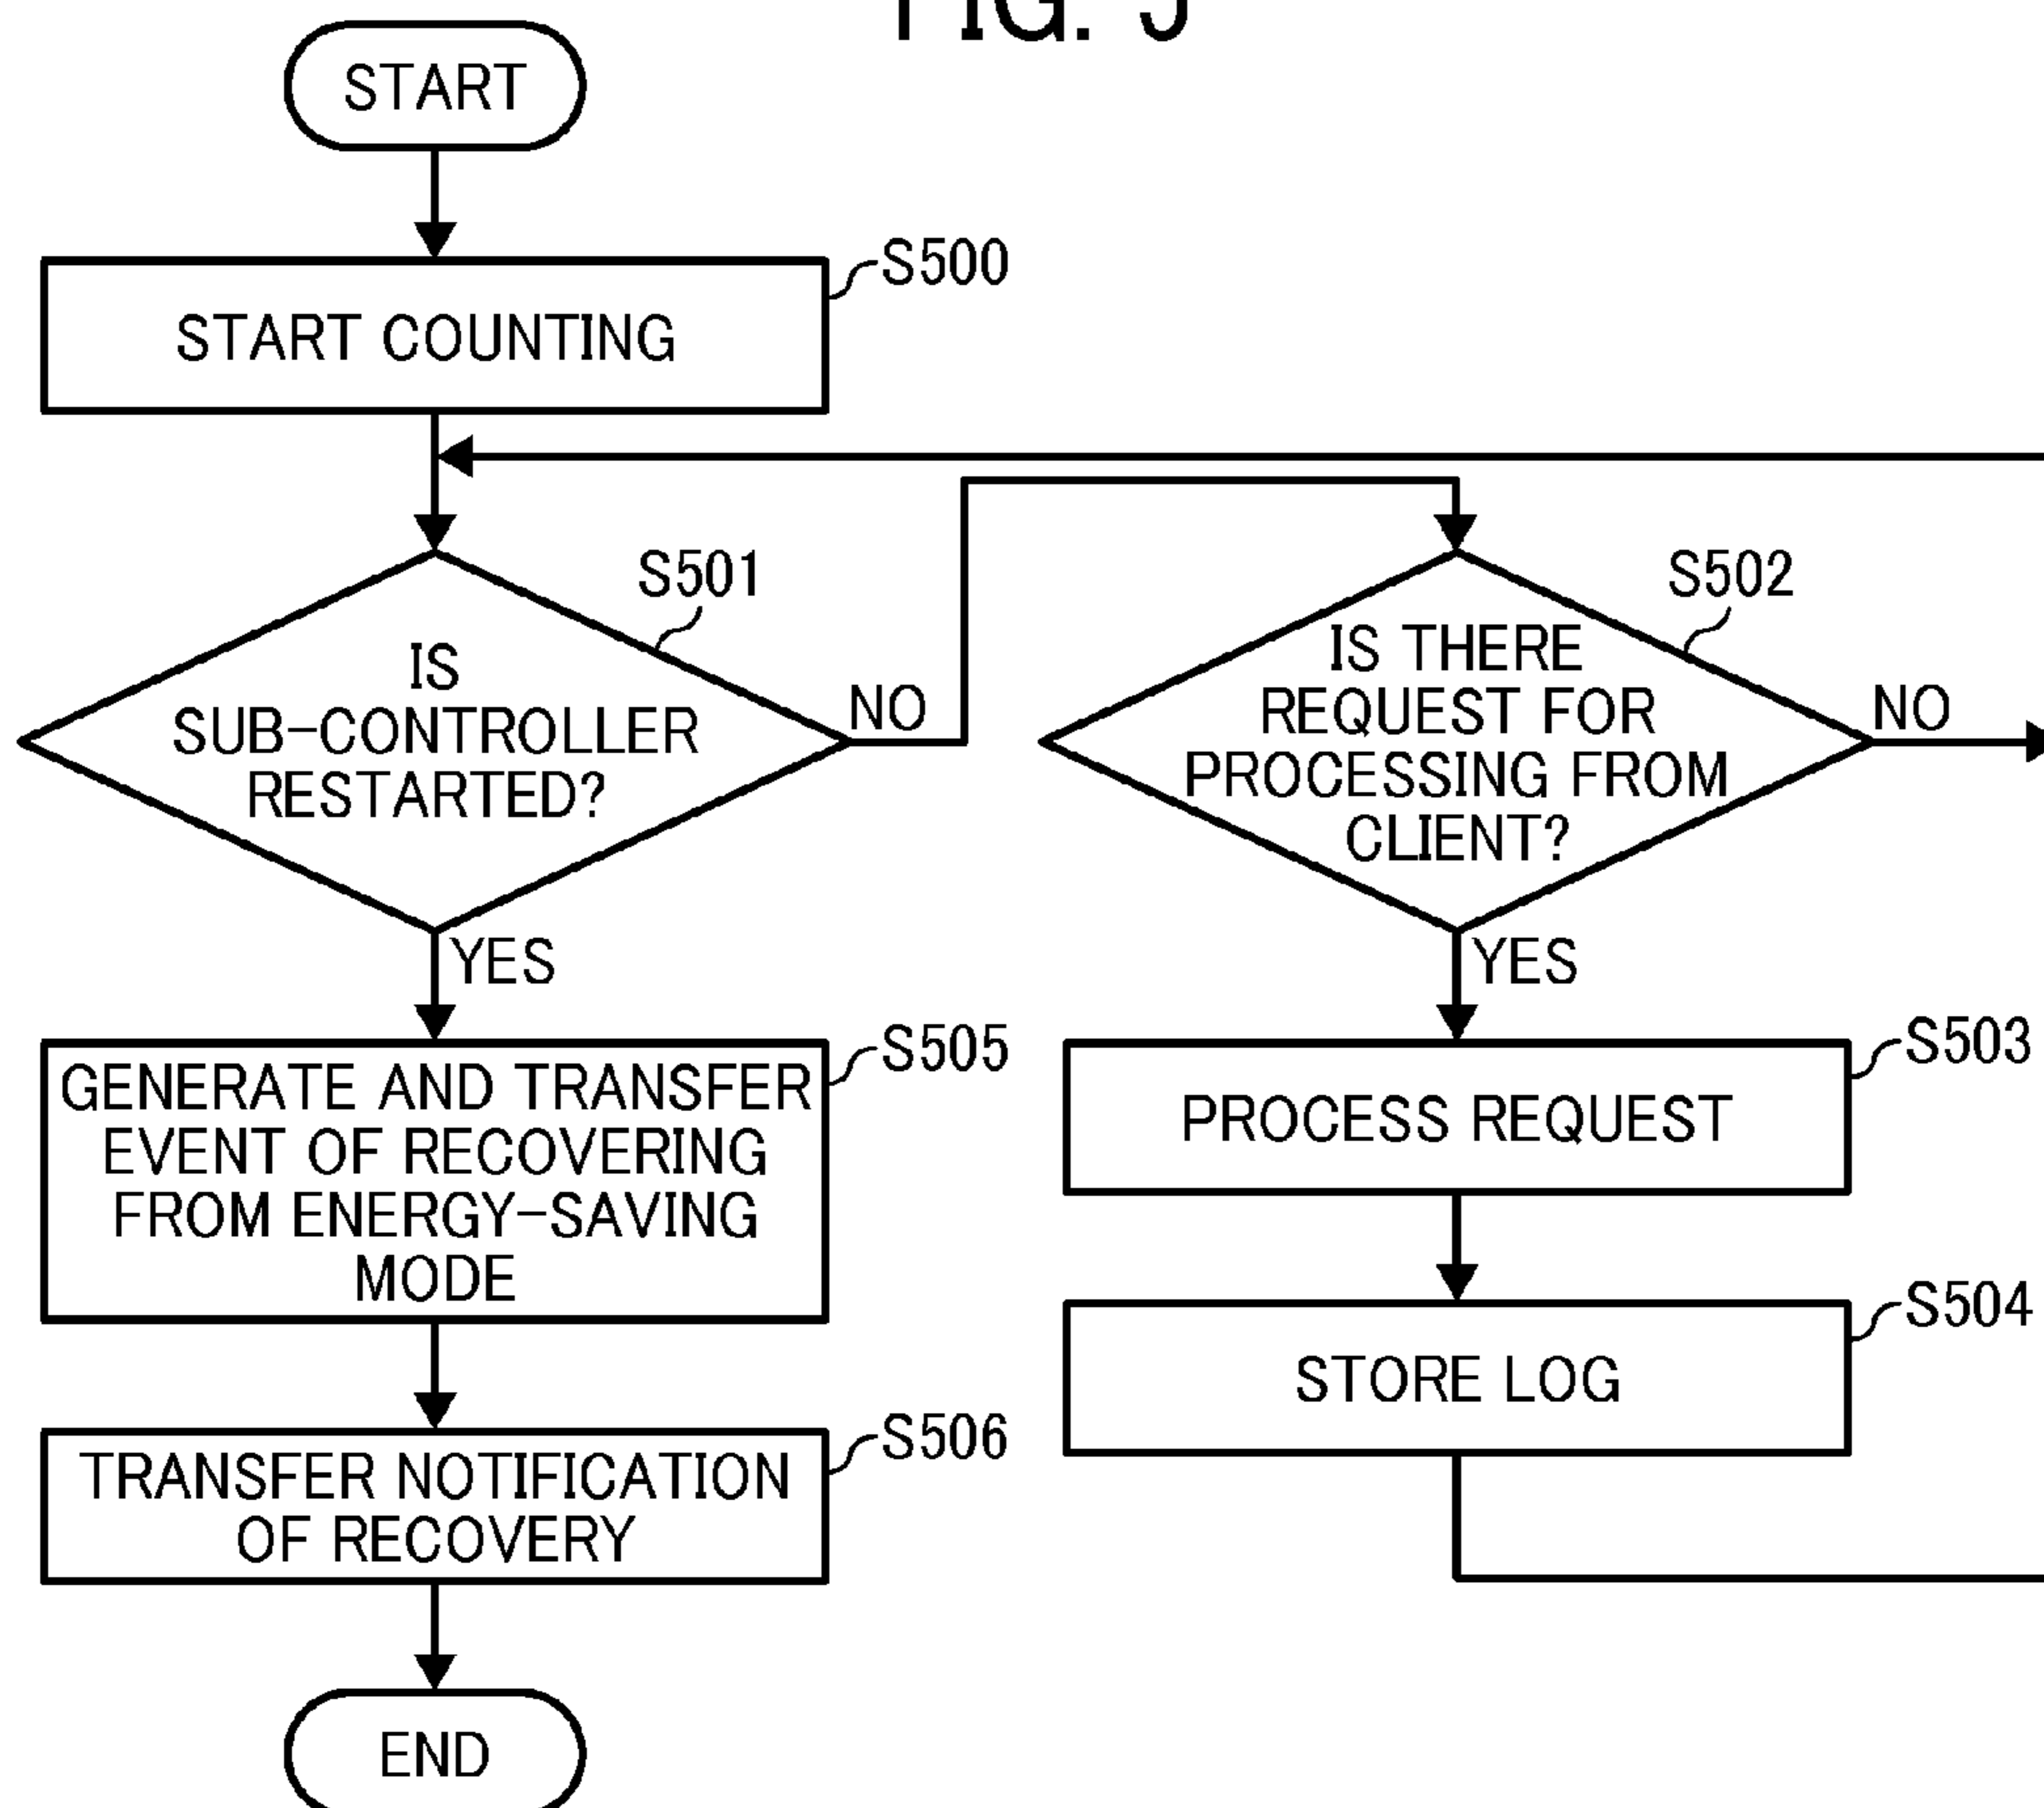 FIG. 5
START
START COUNTING
S500
IS
SUB-CONTROLLER
RESTARTED?
S501
NO
YES
IS THERE
REQUEST FOR
PROCESSING FROM
CLIENT?
S502
NO
YES
GENERATE AND TRANSFER
EVENT OF RECOVERING
FROM ENERGY-SAVING
MODE
S505
PROCESS REQUEST
S503
STORE LOG
S504
TRANSFER NOTIFICATION
OF RECOVERY
S506
END